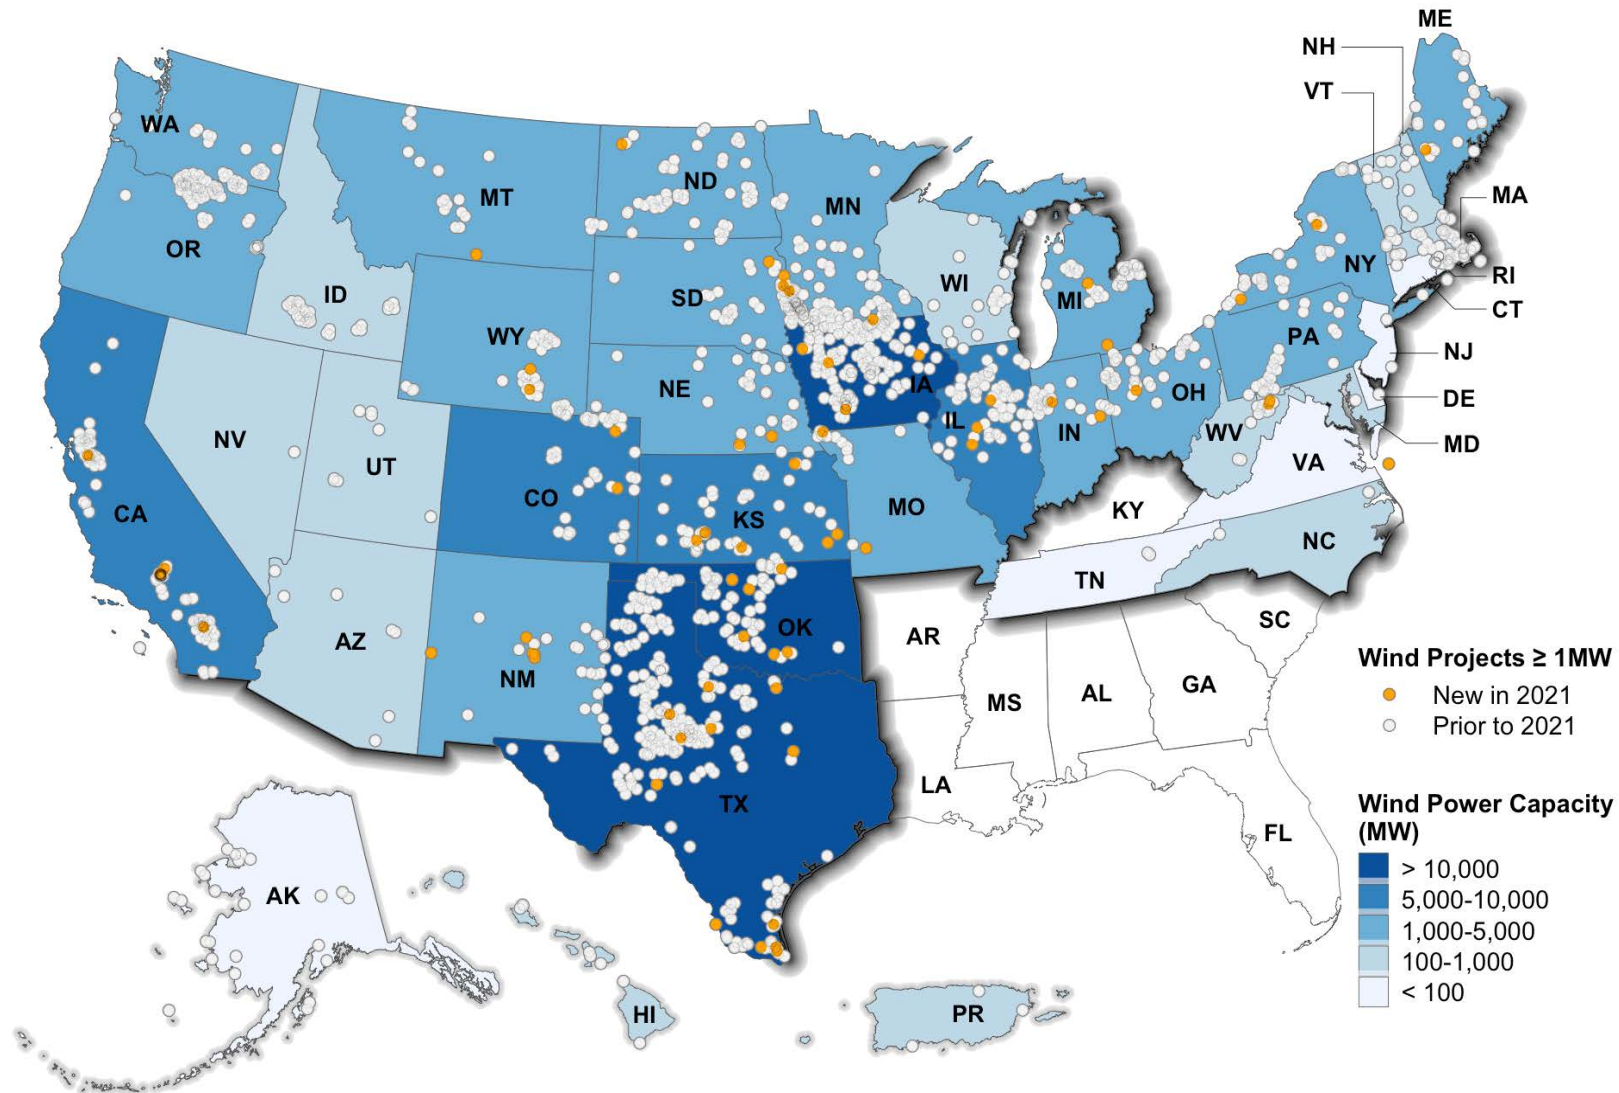 ME
NH
VT
WA
MT
ND
MN
MA
OR
ID
SD
WI
MI
NY
RI
CT
WY
NE
IA
PA
NJ
NV
UT
CO
IL
IN
OH
WV
DE
MD
VA
CA
KS
MO
KY
NC
TN
AZ
NM
OK
AR
SC
MS
AL
GA
TX
LA
FL
AK
HI
PR
Wind Projects ≥ 1MW
New in 2021
Prior to 2021
Wind Power Capacity
(MW)
> 10,000
5,000-10,000
1,000-5,000
100-1,000
< 100